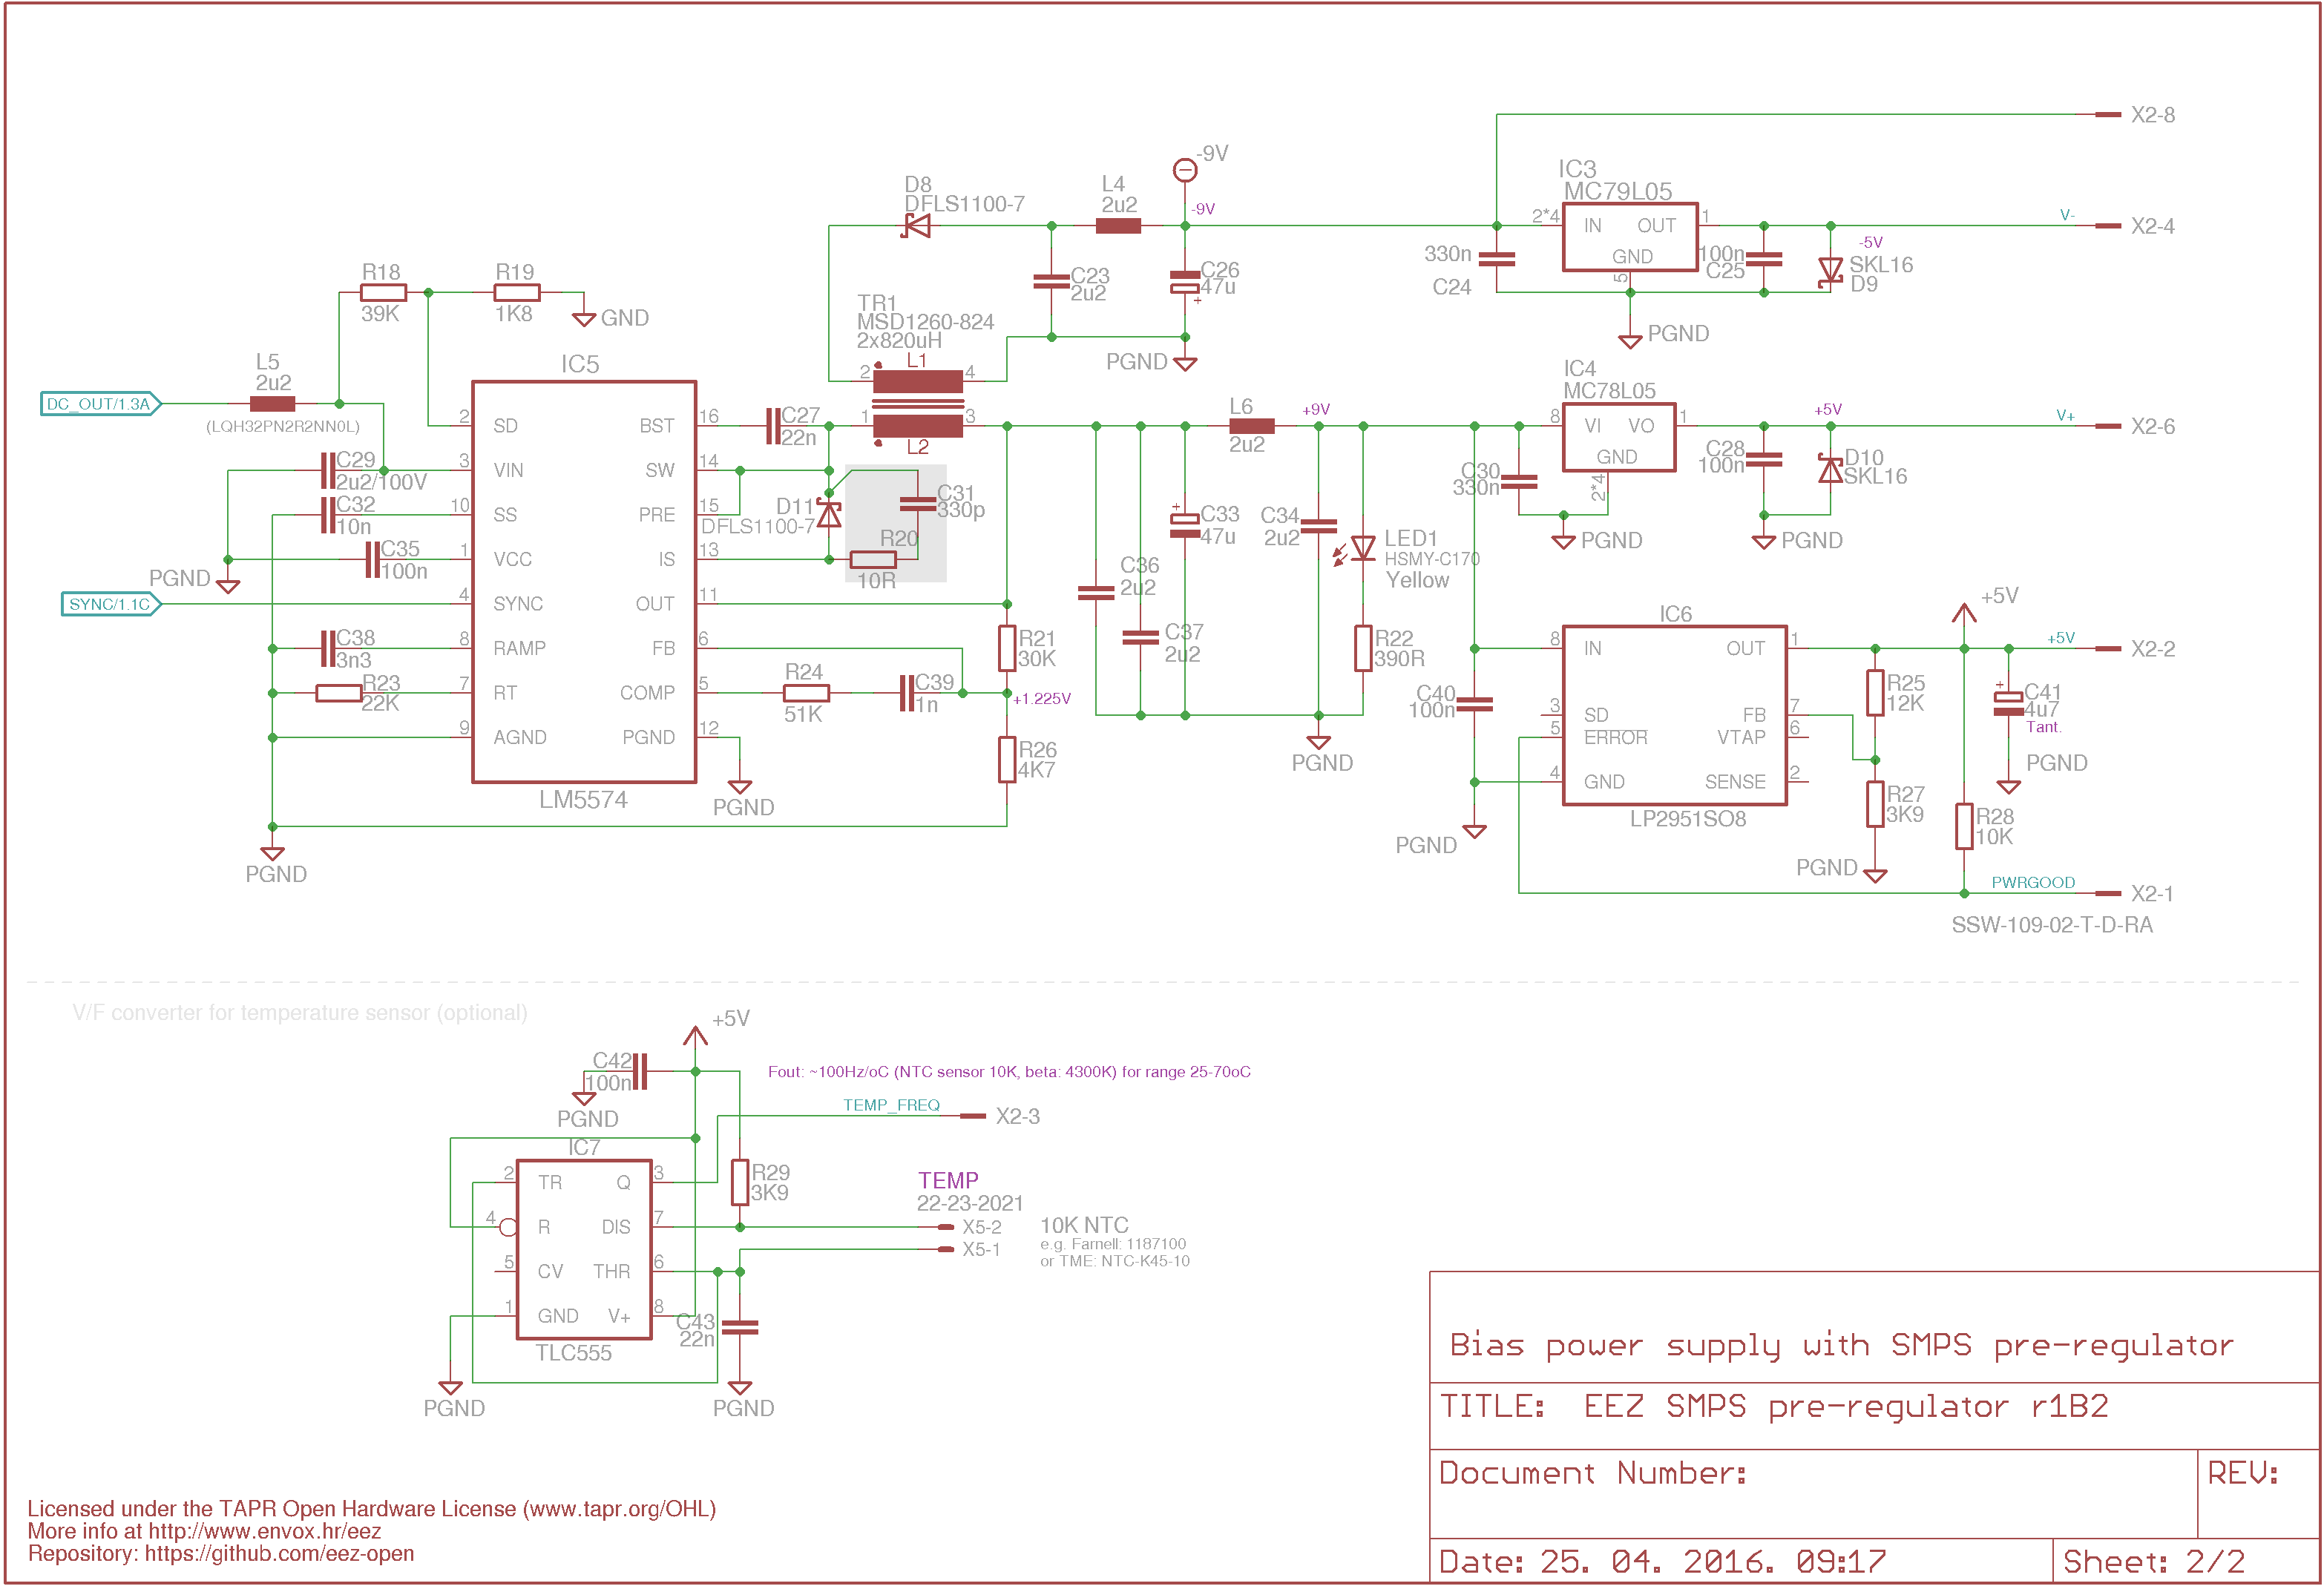 X2-8
-9V
IC3
MC79L05
D8
DFLS1100-7
L4
2u2
-9V
2*4
IN
OUT
1
GND
5
V-
X2-4
330n
C24
100n
C25
-5V
SKL16
D9
PGND
C23
2u2
C26
47u
+
PGND
R18
39K
R19
1K8
GND
TR1
MSD1260-824
2x820uH
L1
2
4
1
3
L2
L5
2u2
DC_OUT/1.3A
(LQH32PN2R2NN0L)
IC5
2
SD
BST
16
3
VIN
SW
14
10
SS
PRE
15
1
VCC
IS
13
4
SYNC
OUT
11
8
RAMP
FB
6
7
RT
COMP
5
9
AGND
PGND
12
LM5574
C29
2u2/100V
C32
10n
C35
100n
PGND
SYNC/1.1C
C38
3n3
R23
22K
PGND
C27
22n
D11
DFLS1100-7
C31
330p
R20
10R
R21
30K
R24
51K
C39
1n
+1.225V
R26
4K7
PGND
L6
2u2
+9V
C36
2u2
C37
2u2
+
C33
47u
C34
2u2
LED1
HSMY-C170
Yellow
R22
390R
PGND
IC4
MC78L05
8
VI
VO
1
GND
2*4
C30
330n
PGND
+5V
V+
X2-6
C28
100n
D10
SKL16
PGND
IC6
8
IN
OUT
1
3
SD
FB
7
5
ERROR
VTAP
6
4
GND
SENSE
2
LP2951SO8
C40
100n
PGND
+5V
+5V
X2-2
R25
12K
+
C41
4u7
Tant.
PGND
R27
3K9
R28
10K
PGND
PWRGOOD
X2-1
SSW-109-02-T-D-RA
V/F converter for temperature sensor (optional)
+5V
C42
100n
PGND
Fout: ~100Hz/oC (NTC sensor 10K, beta: 4300K) for range 25-70oC
TEMP_FREQ
X2-3
IC7
2
TR
Q
3
4
R
DIS
7
5
CV
THR
6
1
GND
V+
8
TLC555
R29
3K9
TEMP
22-23-2021
X5-2
X5-1
10K NTC
e.g. Farnell: 1187100
or TME: NTC-K45-10
C43
22n
PGND
PGND
Bias power supply with SMPS pre-regulator
TITLE: EEZ SMPS pre-regulator r1B2
Document Number:
REV:
Date: 25. 04. 2016. 09:17
Sheet: 2/2
Licensed under the TAPR Open Hardware License (www.tapr.org/OHL)
More info at http://www.envox.hr/eez
Repository: https://github.com/eez-open